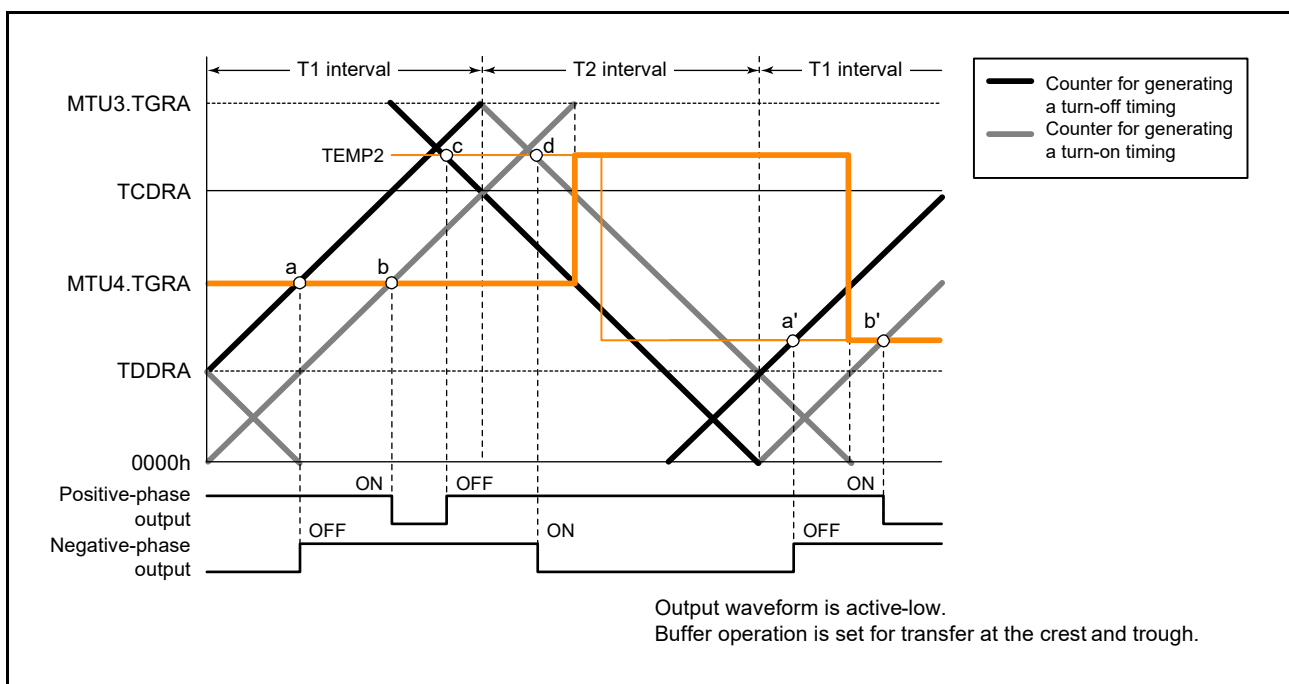 T1 interval
T2 interval
T1 interval
Counter for generating
a turn-off timing
Counter for generating
a turn-on timing
MTU3.TGRA
TEMP2
c
d
TCDRA
MTU4.TGRA
a
b
a'
b'
TDDRA
0000h
Positive-phase
output
ON
OFF
ON
Negative-phase
output
OFF
ON
OFF
Output waveform is active-low.
Buffer operation is set for transfer at the crest and trough.